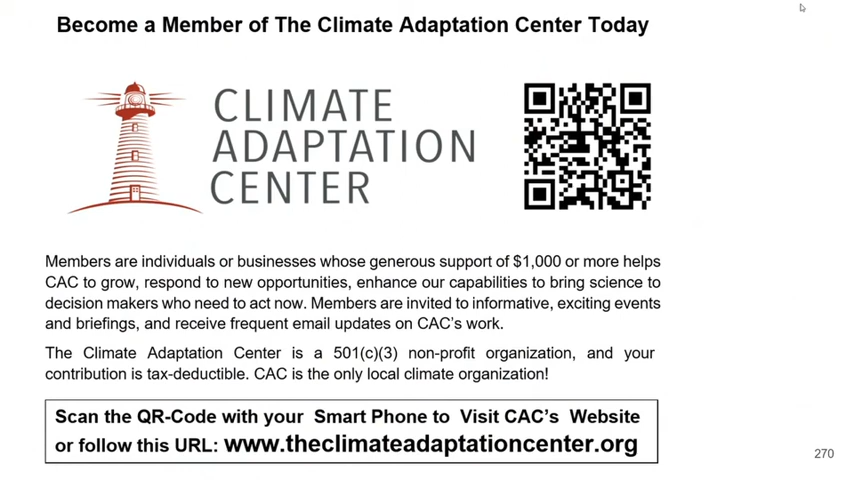 Become a Member of The Climate Adaptation Center Today
CLIMATE
ADAPTATION
CENTER
Members are individuals or businesses whose generous support of $1,000 or more helps
CAC to grow, respond to new opportunities, enhance our capabilities to bring science to
decision makers who need to act now. Members are invited to informative, exciting events
and briefings, and receive frequent email updates on CAC's work.
The Climate Adaptation Center is a 501(c)(3) non-profit organization, and your
contribution is tax-deductible. CAC is the only local climate organization!
Scan the QR-Code with your Smart Phone to Visit CAC's Website
or follow this URL: www.theclimateadaptationcenter.org
270